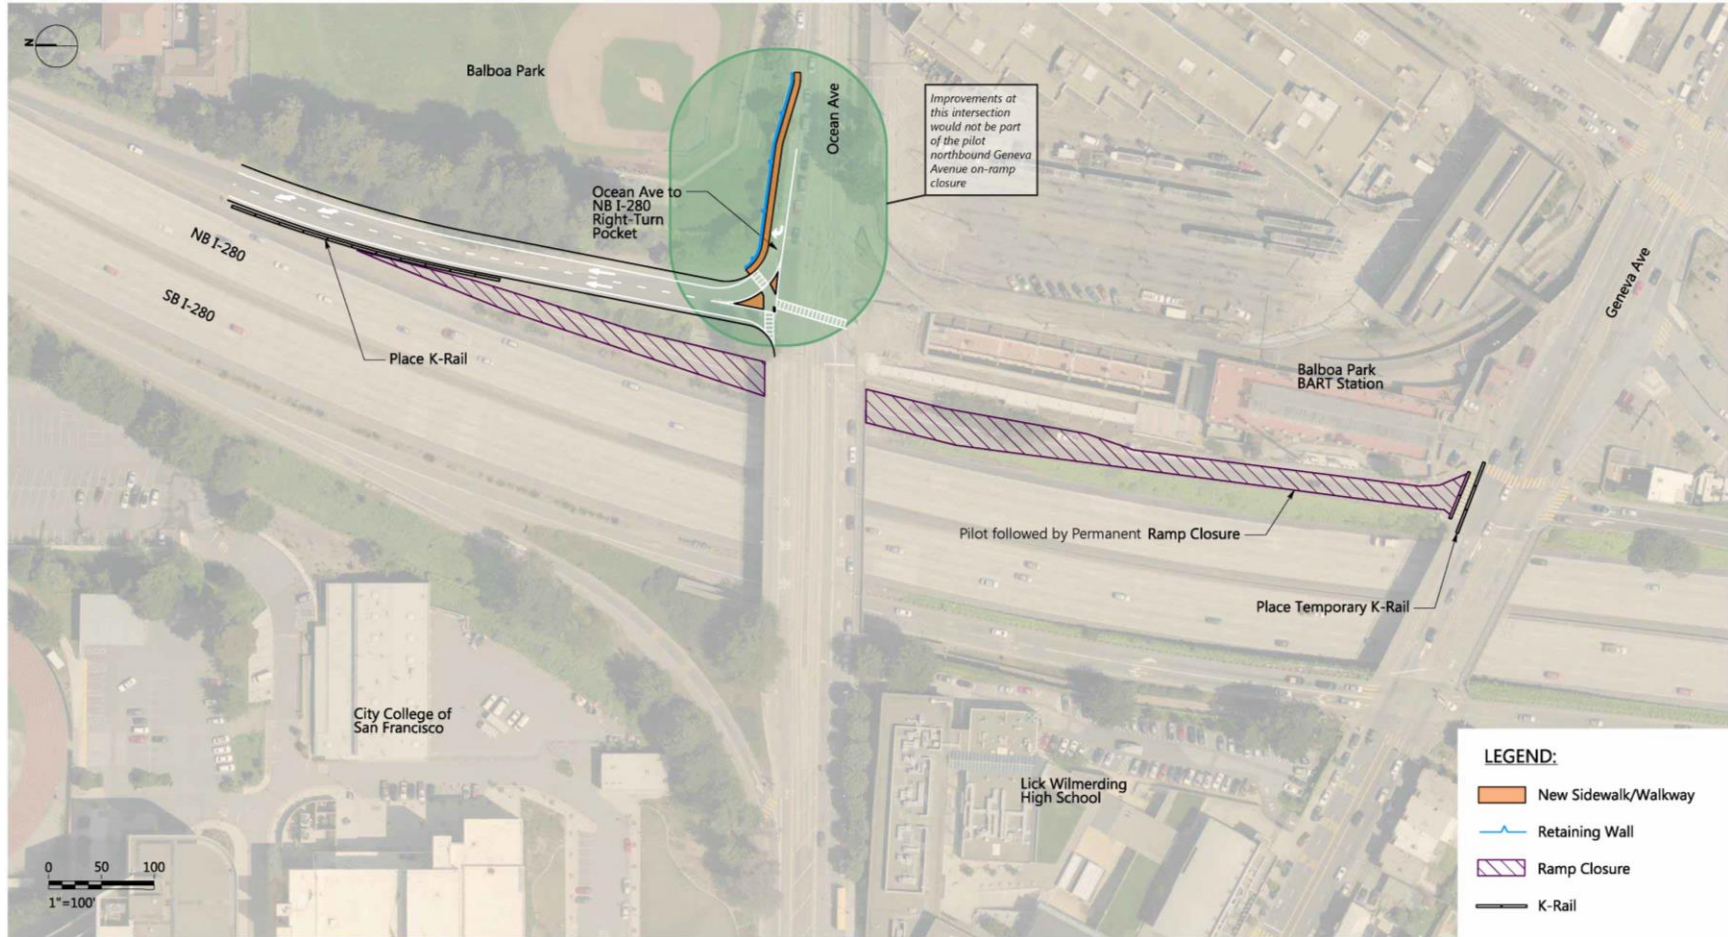 N
Balboa Park
Ocean Ave
Improvements at
this intersection
would not be part
of the pilot
northbound Geneva
Avenue on-ramp
closure
Ocean Ave to
NB I-280
Right-Turn
Pocket
NB I-280
SB I-280
Place K-Rail
Geneva Ave
Balboa Park
BART Station
Pilot followed by Permanent Ramp Closure
Place Temporary K-Rail
City College of
San Francisco
Lick Wilmerding
High School
0 50 100
1"=100'
LEGEND:
New Sidewalk/Walkway
Retaining Wall
Ramp Closure
K-Rail